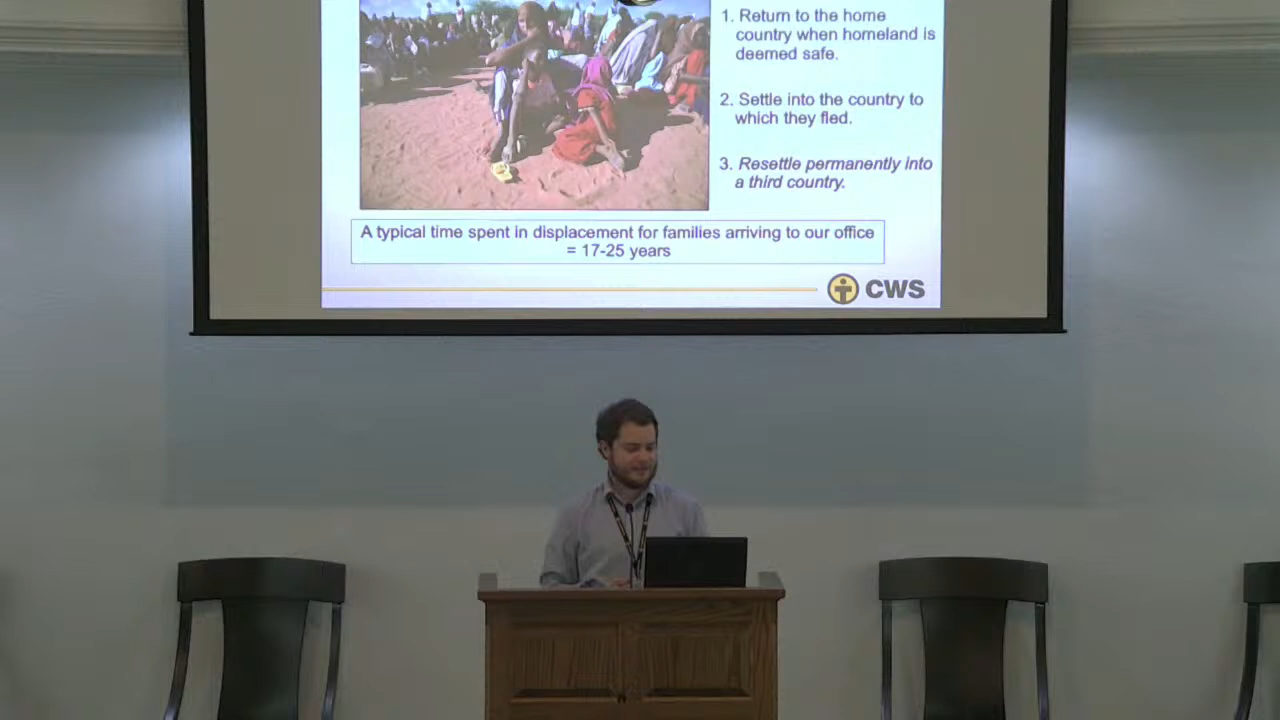 1. Return to the home
country when homeland is
deemed safe.
2. Settle into the country to
which they fled.
3. Resettle permanently into
a third country.
A typical time spent in displacement for families arriving to our office
= 17-25 years
CWS